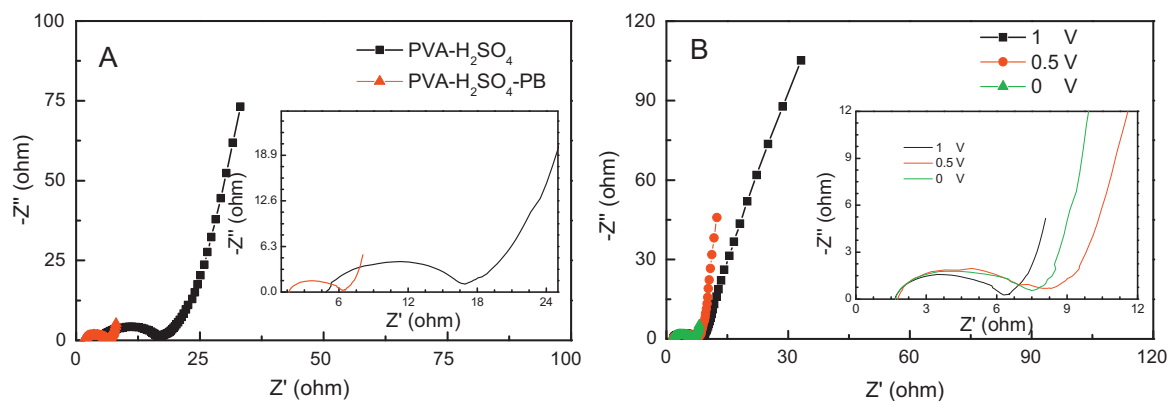 A
PVA-H₂SO₄
PVA-H₂SO₄-PB
100
75
50
25
0
-Z'' (ohm)
0 25 50 75 100
Z' (ohm)
18.9
12.6
6.3
0.0
-Z'' (ohm)
6 12 18 24
Z' (ohm)
B
1 V
0.5 V
0 V
120
90
60
30
0
-Z'' (ohm)
0 30 60 90 120
Z' (ohm)
1 V
0.5 V
0 V
12
9
6
3
0
-Z'' (ohm)
0 3 6 9 12
Z' (ohm)